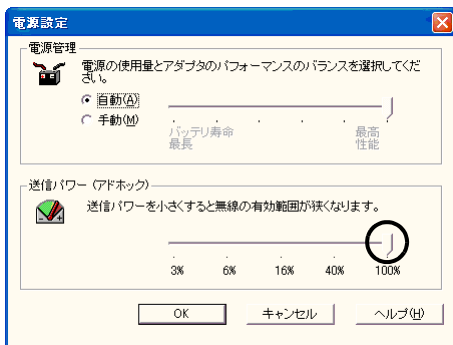 電源設定
電源管理
電源の使用量とアダプタのパフォーマンスのバランスを選択してくだ
さい。
自動(A)
手動(M)
バッテリ寿命
最長
最高
性能
送信パワー (アドホック)
送信パワーを小さくすると無線の有効範囲が狭くなります。
3% 6% 16% 40% 100%
OK キャンセル ヘルプ(H)